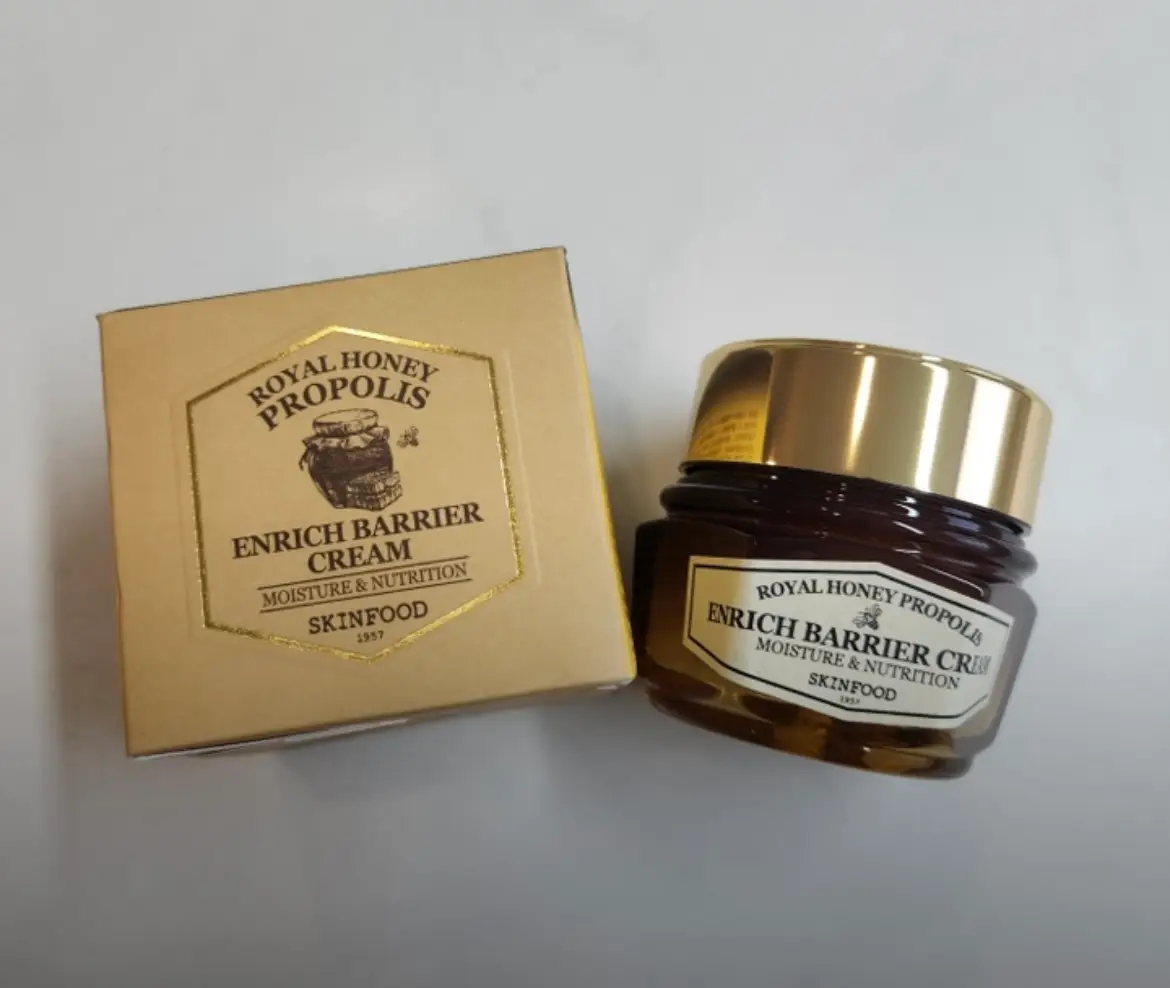 ROYAL HONEY
PROPOLIS
ENRICH BARRIER
CREAM
MOISTURE & NUTRITION
SKINFOOD
1957
ROYAL HONEY PROPOLIS
ENRICH BARRIER CREAM
MOISTURE & NUTRITION
SKINFOOD
1957